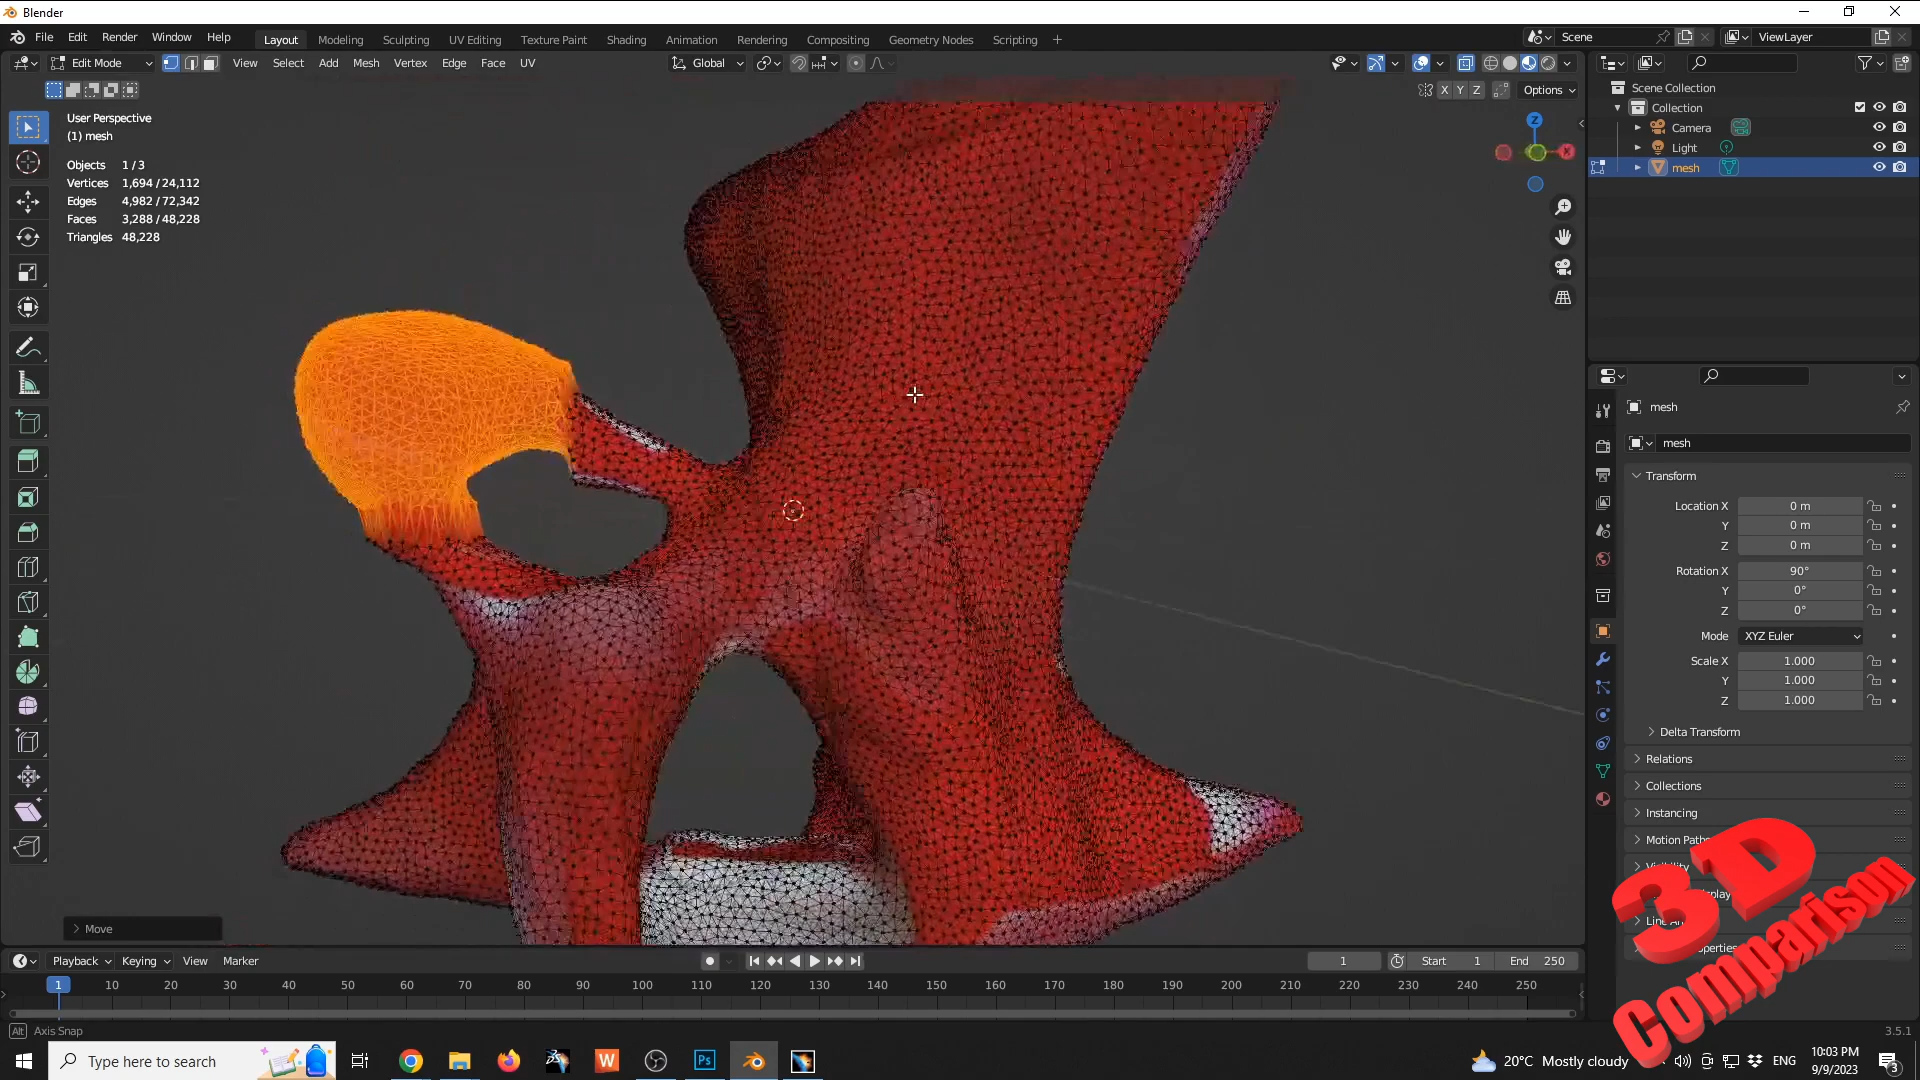 Blender
File Edit Render Window Help
Layout Modeling Sculpting UV Editing Texture Paint Shading Animation Rendering Compositing Geometry Nodes Scripting +
Scene
ViewLayer
Edit Mode View Select Add Mesh Vertex Edge Face UV
Global
X Y Z Options
User Perspective
(1) mesh
Objects 1 / 3
Vertices 1,694 / 24,112
Edges 4,982 / 72,342
Faces 3,288 / 48,228
Triangles 48,228
Z
X
Scene Collection
Collection
Camera
Light
mesh
mesh
mesh
Transform
Location X 0 m
Y 0 m
Z 0 m
Rotation X 90°
Y 0°
Z 0°
Mode XYZ Euler
Scale X 1.000
Y 1.000
Z 1.000
Delta Transform
Relations
Collections
Instancing
Motion Path
3D
Comparison
Move
Playback Keying View Marker
1 Start 1 End 250
1 10 20 30 40 50 60 70 80 90 100 110 120 130 140 150 160 170 180 190 200 210 220 230 240 250
Alt Axis Snap
3.5.1
Type here to search
W
Ps
20°C Mostly cloudy
ENG
10:03 PM
9/9/2023
3